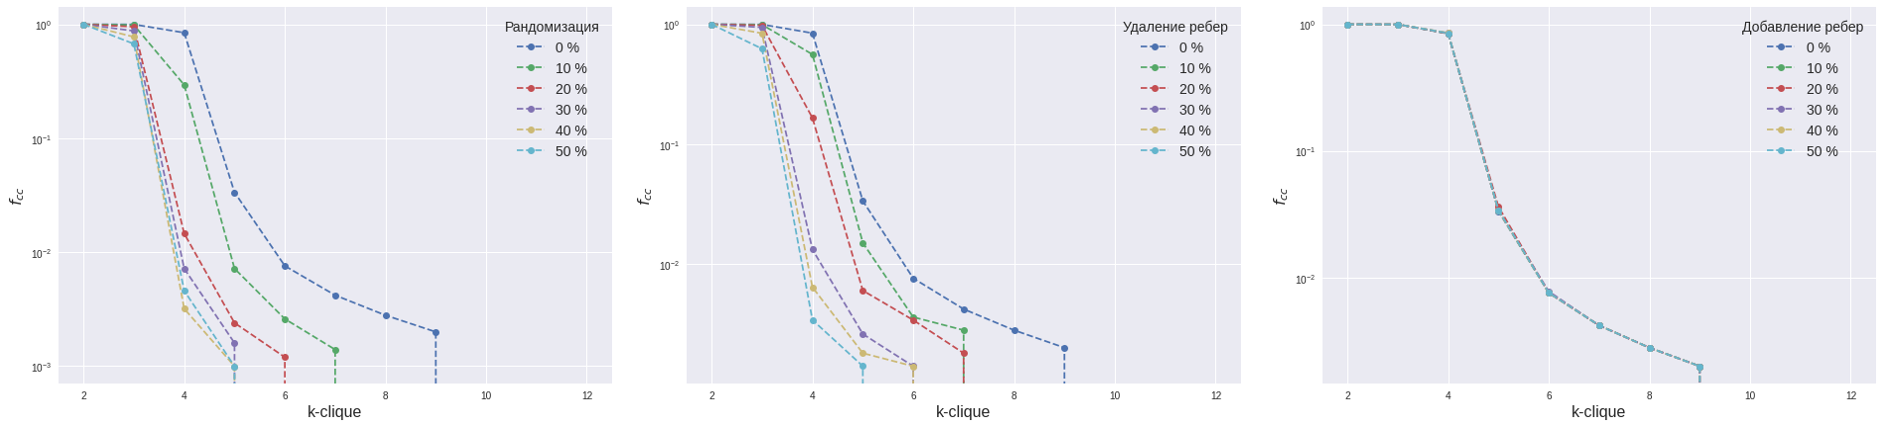 Рандомизация
0 %
10 %
20 %
30 %
40 %
50 %
10⁰
10⁻¹
10⁻²
10⁻³
f_cc
2 4 6 8 10 12
k-clique
Удаление ребер
0 %
10 %
20 %
30 %
40 %
50 %
10⁰
10⁻¹
10⁻²
f_cc
2 4 6 8 10 12
k-clique
Добавление ребер
0 %
10 %
20 %
30 %
40 %
50 %
10⁰
10⁻¹
10⁻²
f_cc
2 4 6 8 10 12
k-clique